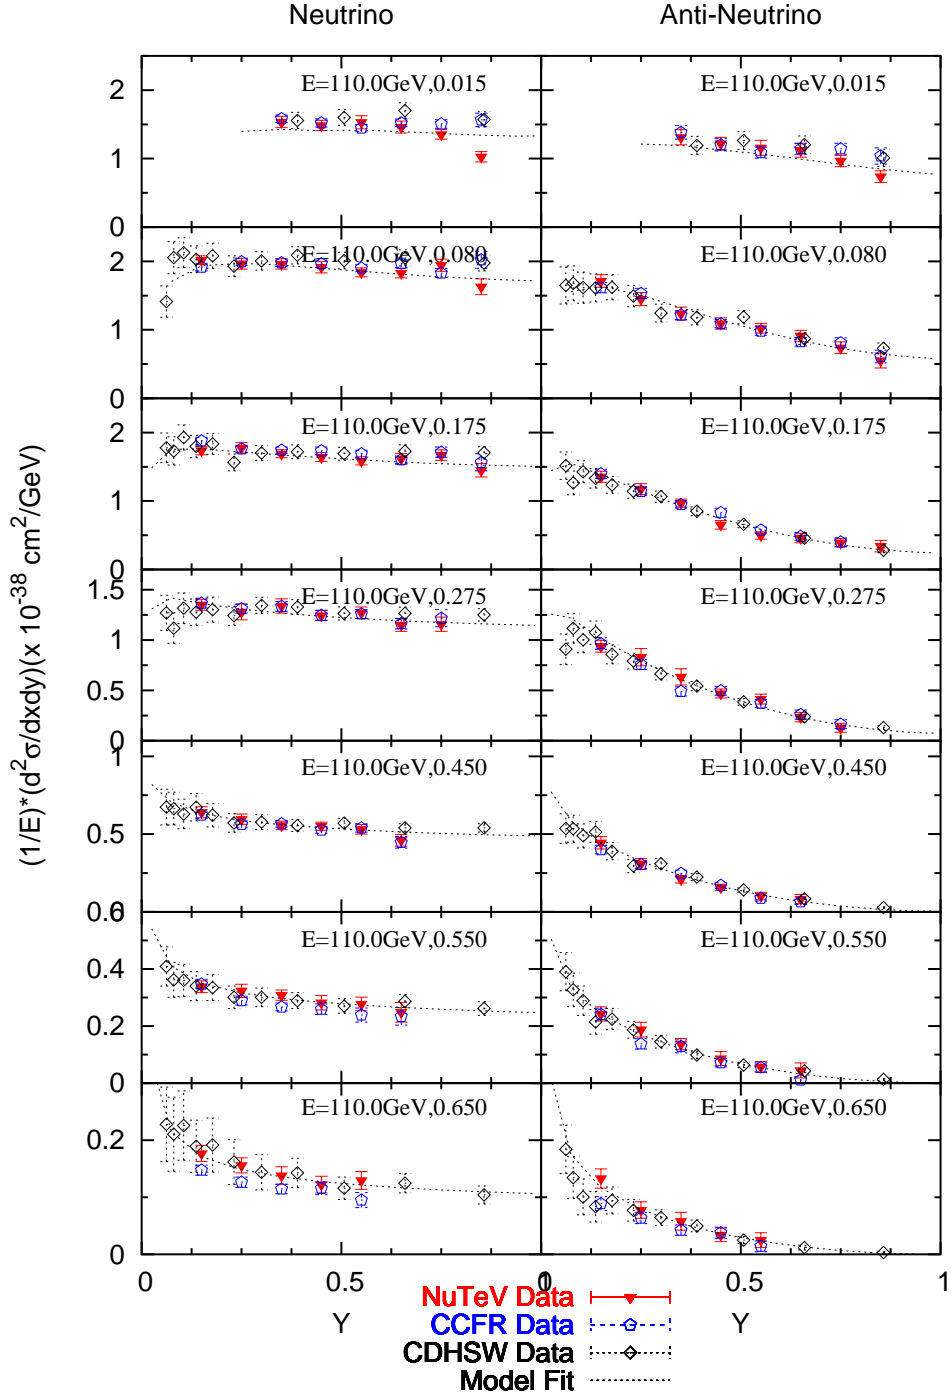 Neutrino Anti-Neutrino
E=110.0GeV,0.015 E=110.0GeV,0.015
2
1
0
E=110.0GeV,0.080 E=110.0GeV,0.080
2
1
0
E=110.0GeV,0.175 E=110.0GeV,0.175
2
1
0
E=110.0GeV,0.275 E=110.0GeV,0.275
1.5
1
0.5
0
E=110.0GeV,0.450 E=110.0GeV,0.450
1
0.5
0
E=110.0GeV,0.550 E=110.0GeV,0.550
0.6
0.4
0.2
0
E=110.0GeV,0.650 E=110.0GeV,0.650
0.2
0
(1/E)*(d²σ/dxdy)(x 10⁻³⁸ cm²/GeV)
0 0.5 1 0 0.5 1
Y Y
NuTeV Data
CCFR Data
CDHSW Data
Model Fit